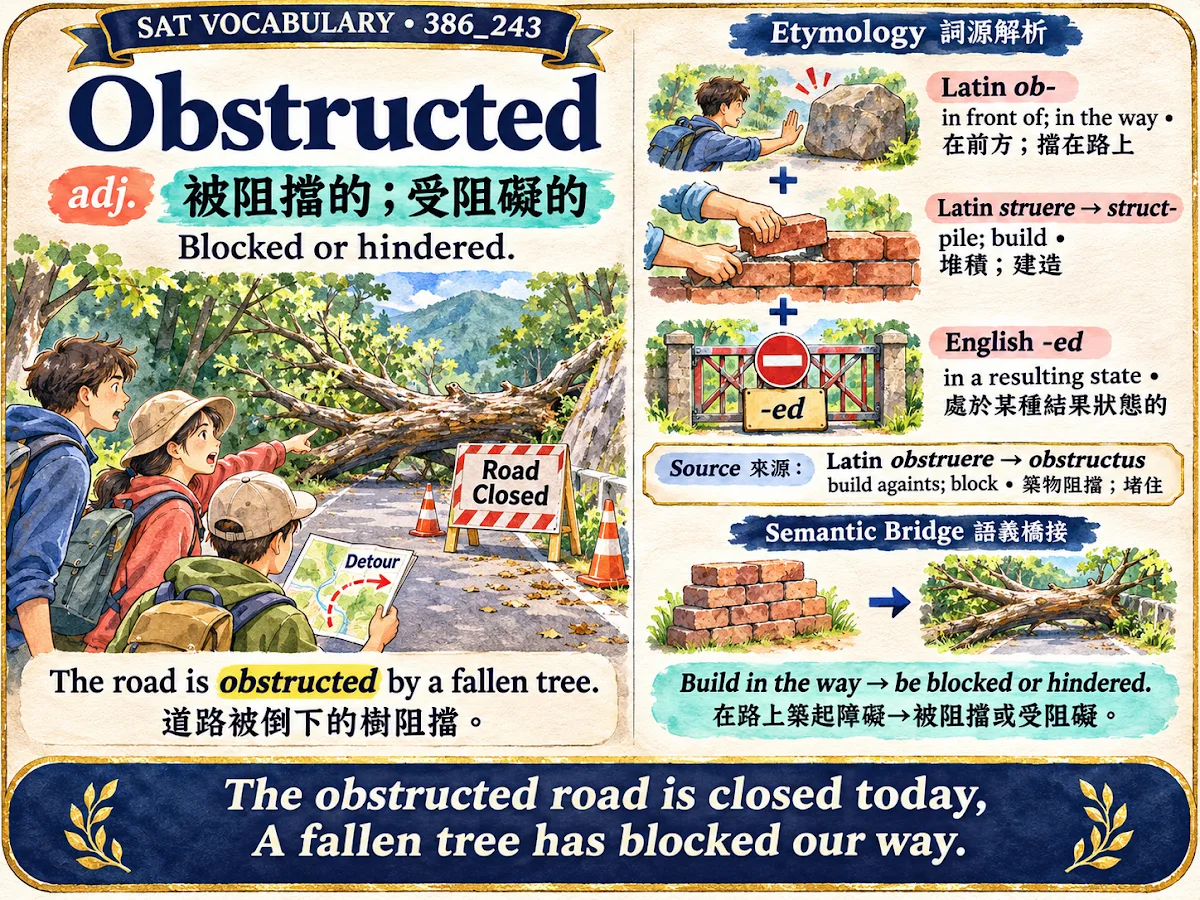 SAT VOCABULARY • 386_243
Obstructed
adj. 被阻擋的；受阻礙的
Blocked or hindered.
Road
Closed
Detour
The road is obstructed by a fallen tree.
道路被倒下的樹阻擋。
Etymology 詞源解析
Latin ob-
in front of; in the way •
在前方；擋在路上
+
Latin struere → struct-
pile; build •
堆積；建造
+
-ed
English -ed
in a resulting state •
處於某種結果狀態的
Source 來源： Latin obstruere → obstructus
build againts; block • 築物阻擋；堵住
Semantic Bridge 語義橋接
Build in the way → be blocked or hindered.
在路上築起障礙→被阻擋或受阻礙。
The obstructed road is closed today,
A fallen tree has blocked our way.